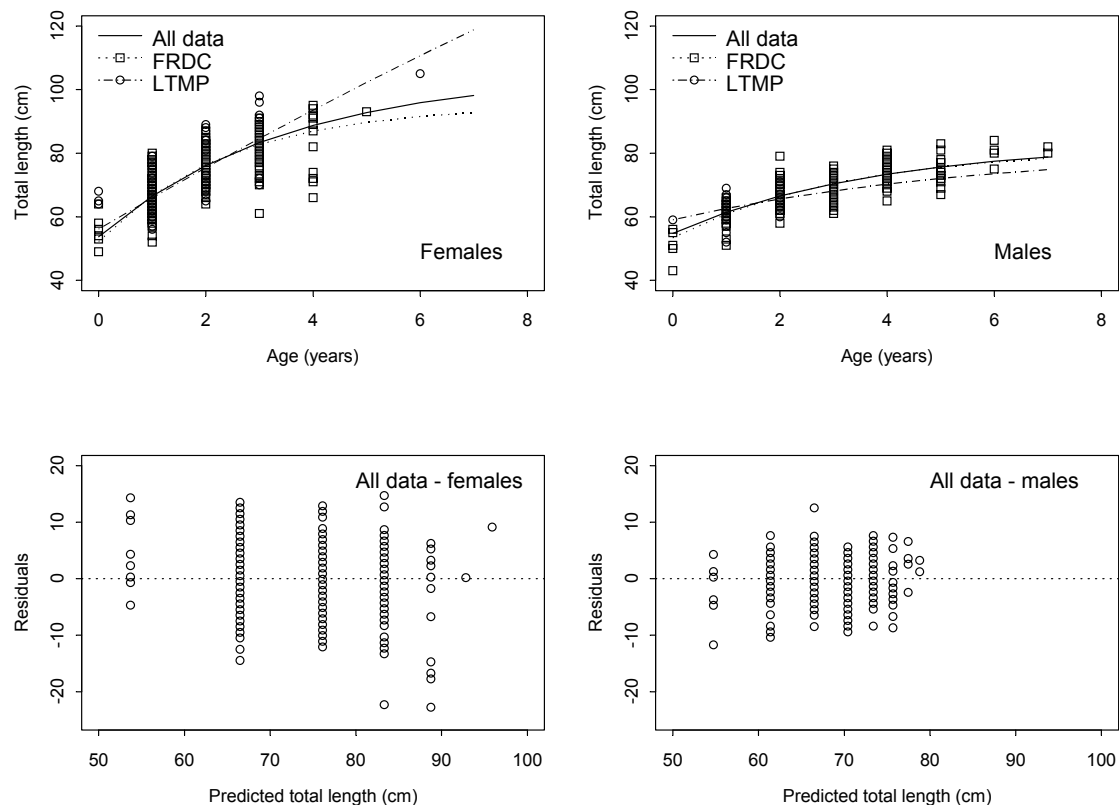 All data
FRDC
LTMP
Females
Total length (cm)
40 60 80 100 120
0 2 4 6 8
Age (years)
All data
FRDC
LTMP
Males
Total length (cm)
40 60 80 100 120
0 2 4 6 8
Age (years)
All data - females
Residuals
-20 -10 0 10 20
50 60 70 80 90 100
Predicted total length (cm)
All data - males
Residuals
-20 -10 0 10 20
50 60 70 80 90 100
Predicted total length (cm)